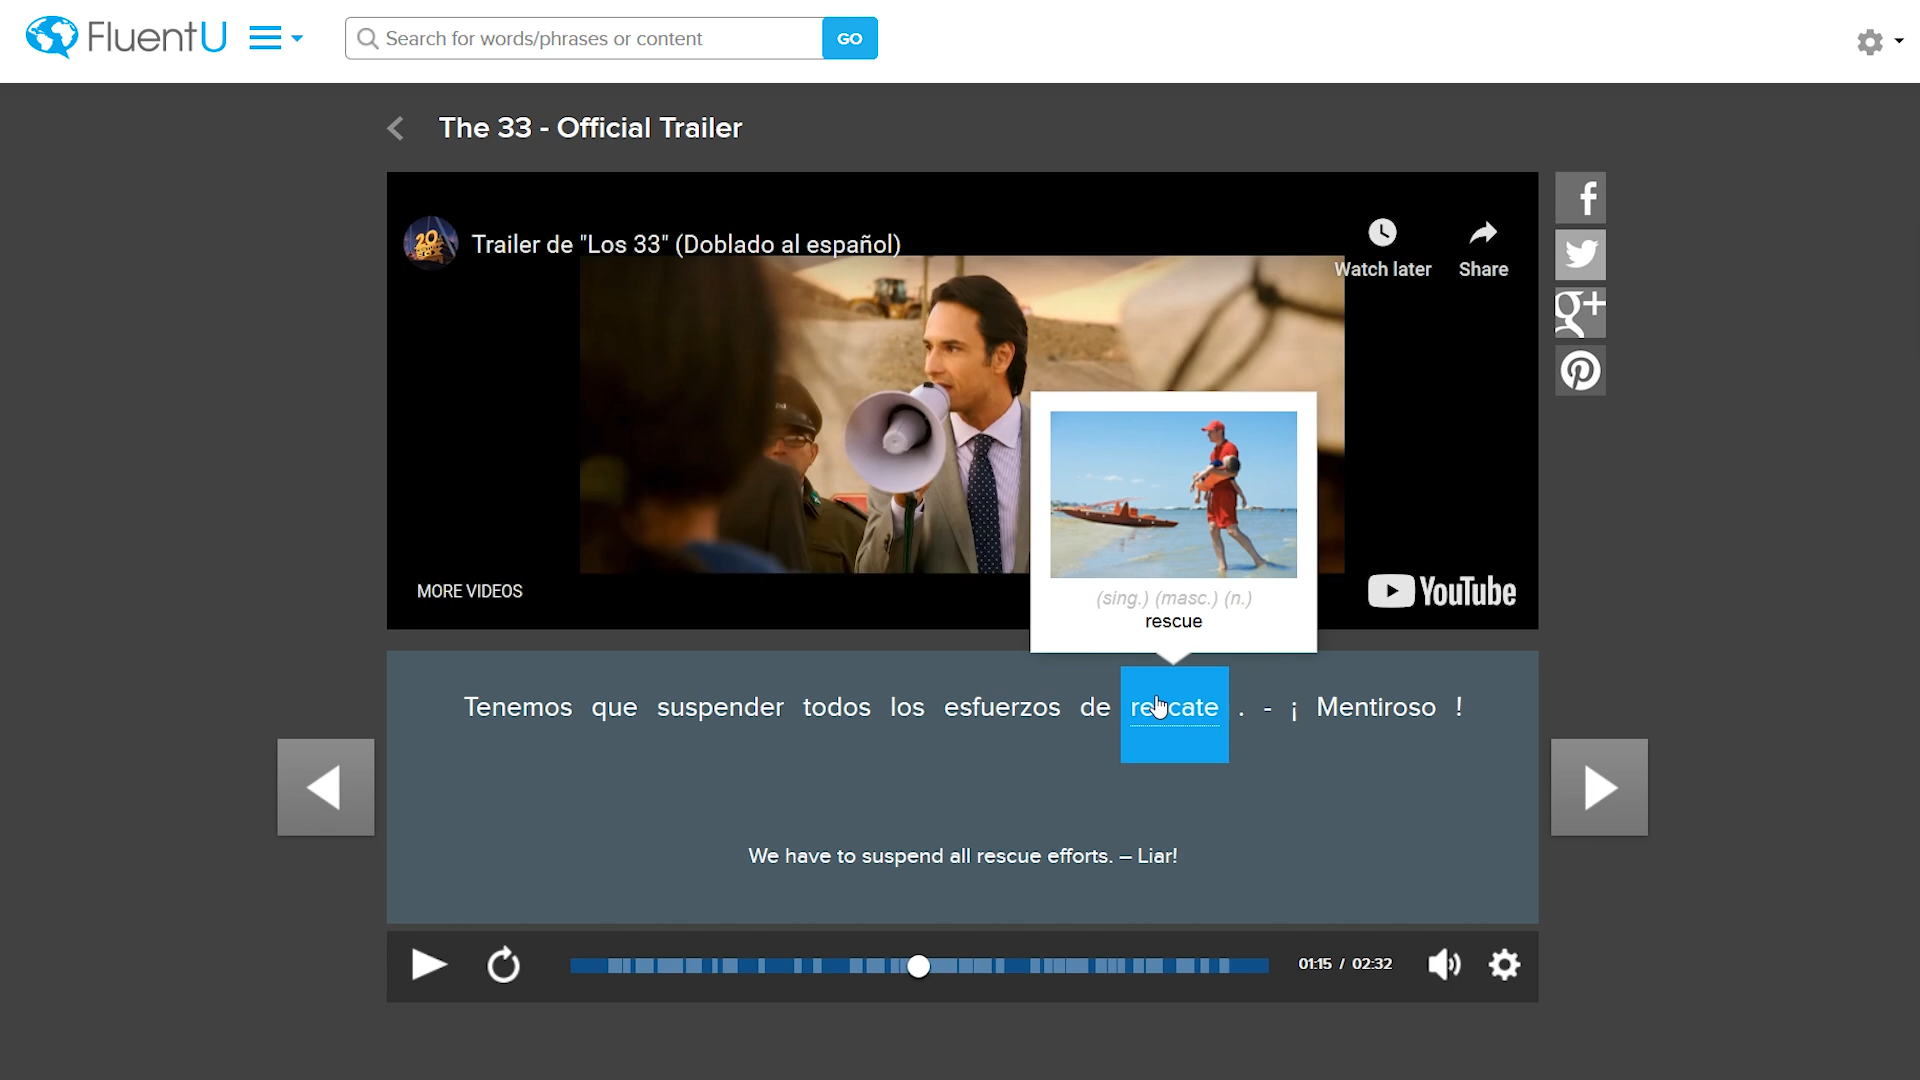 FluentU
Search for words/phrases or content
GO
The 33 - Official Trailer
20
Trailer de "Los 33" (Doblado al español)
Watch later
Share
f
g+
MORE VIDEOS
YouTube
(sing.) (masc.) (n.)
rescue
Tenemos que suspender todos los esfuerzos de rescate . - ¡ Mentiroso !
We have to suspend all rescue efforts. – Liar!
01:15 / 02:32